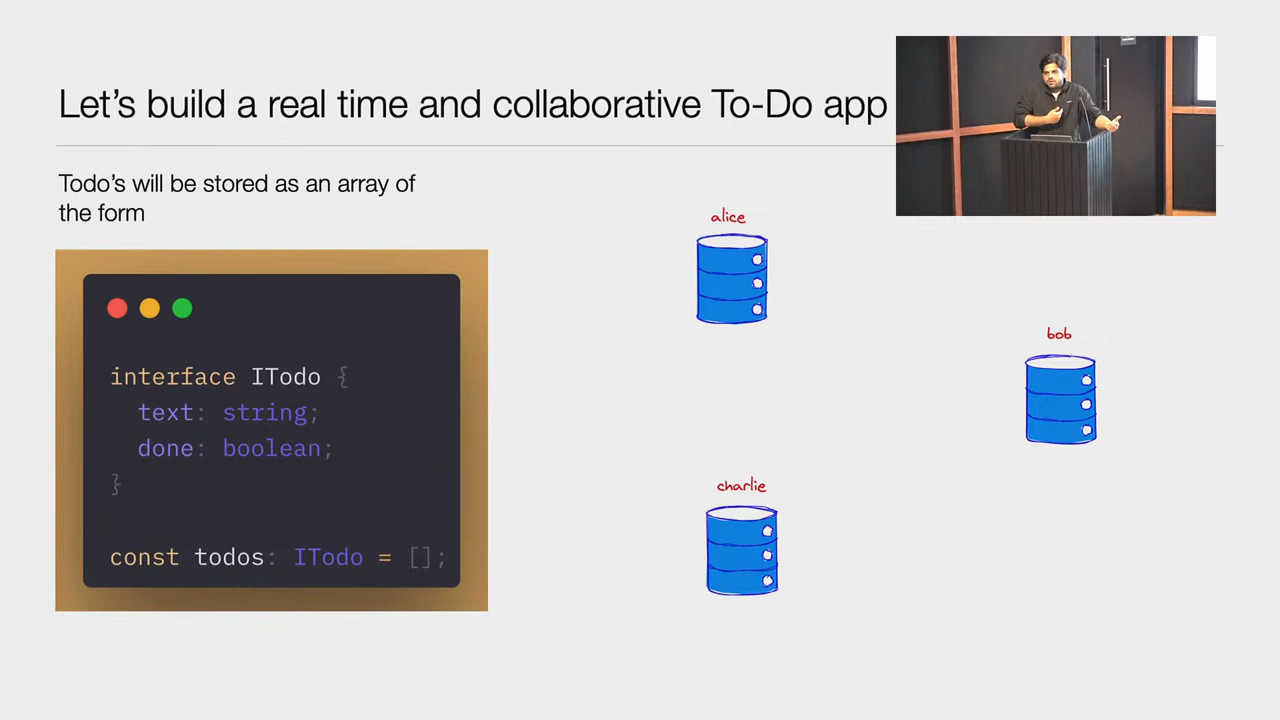 Let's build a real time and collaborative To-Do app
Todo's will be stored as an array of
the form
interface ITodo {
text: string;
done: boolean;
}
const todos: ITodo = [];
alice
bob
charlie